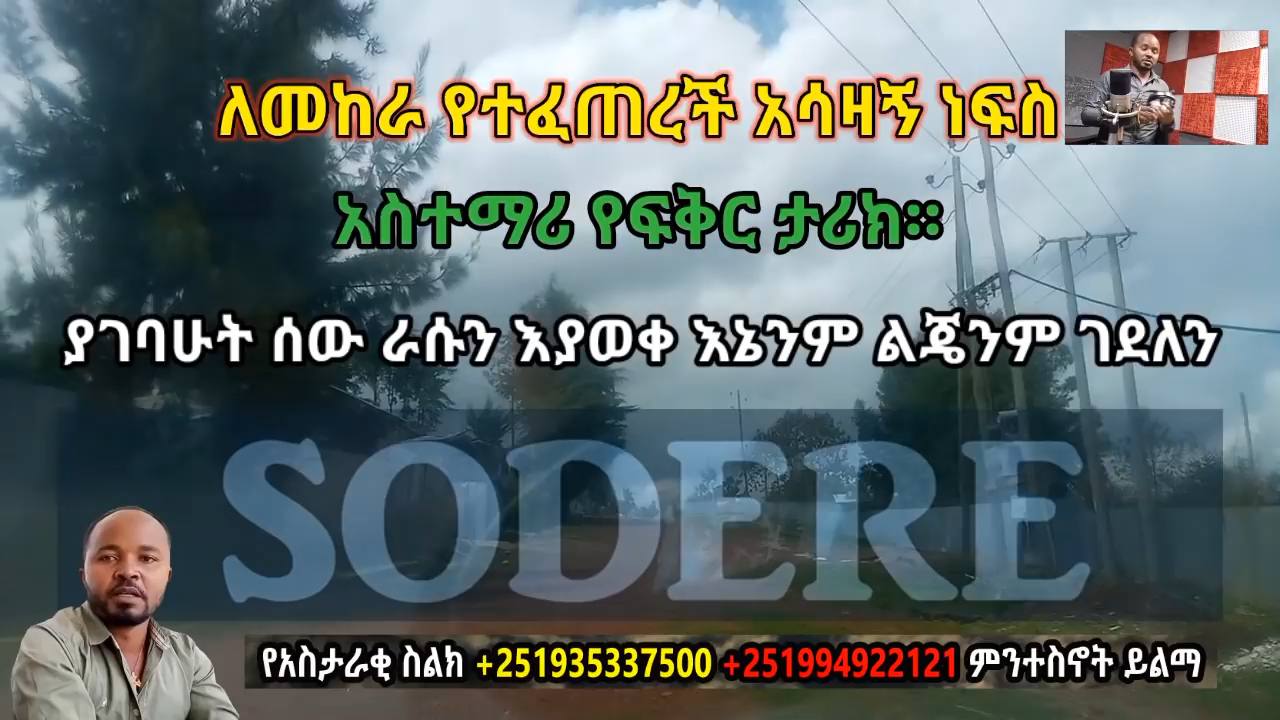 ለመከራ የተፈጠረች አሳዛኝ ነፍስ
አስተማሪ የፍቅር ታሪክ።
ያገባሁት ሰው ራሱን እያወቀ እኔንም ልጄንም ገደለን
SODERE
የአስታራቂ ስልክ +251935337500 +251994922121 ምንተስኖት ይልማ